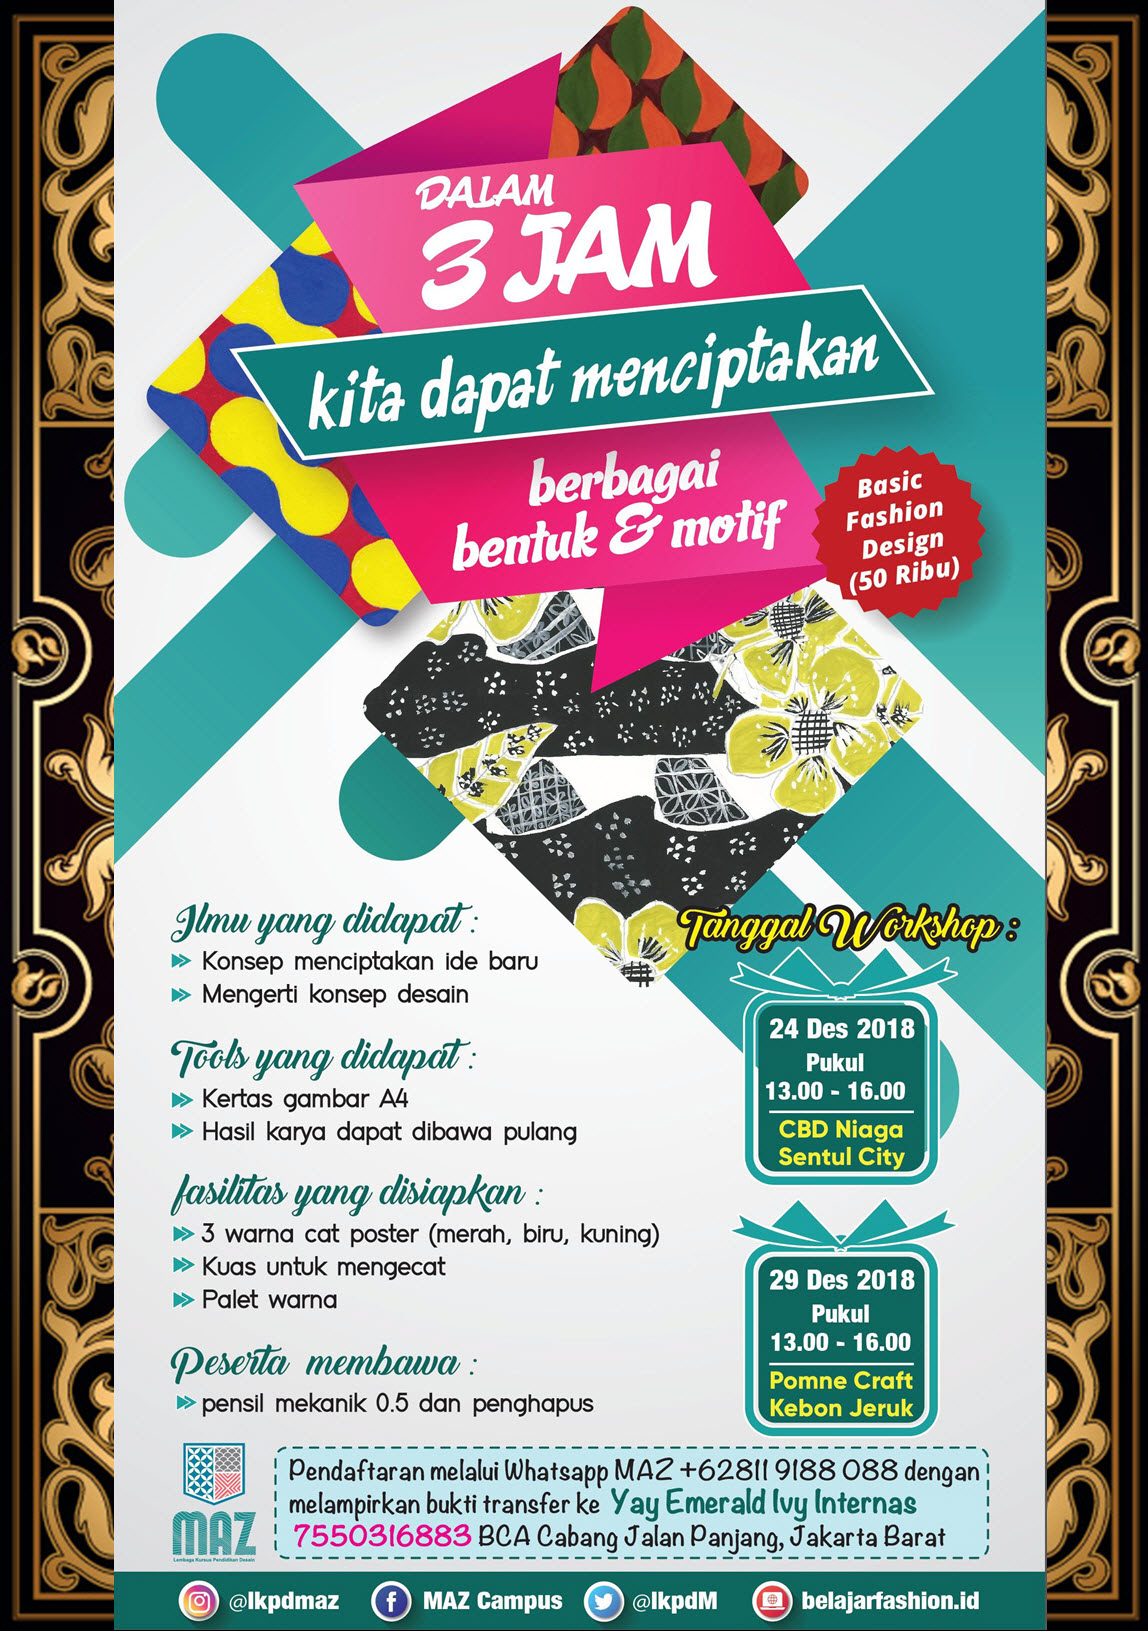 DALAM
3 JAM
kita dapat menciptakan
berbagai
bentuk & motif
Basic
Fashion
Design
(50 Ribu)
Ilmu yang didapat :
Konsep menciptakan ide baru
Mengerti konsep desain
Tools yang didapat :
Kertas gambar A4
Hasil karya dapat dibawa pulang
fasilitas yang disiapkan :
3 warna cat poster (merah, biru, kuning)
Kuas untuk mengecat
Palet warna
Peserta membawa :
pensil mekanik 0.5 dan penghapus
Tanggal Workshop :
24 Des 2018
Pukul
13.00 - 16.00
CBD Niaga
Sentul City
29 Des 2018
Pukul
13.00 - 16.00
Pomne Craft
Kebon Jeruk
MAZ
Lembaga Kursus Pendidikan Desain
Pendaftaran melalui Whatsapp MAZ +62811 9188 088 dengan
melampirkan bukti transfer ke Yay Emerald Ivy Internas
7550316883 BCA Cabang Jalan Panjang, Jakarta Barat
@lkpdmaz MAZ Campus @lkpdM belajarfashion.id